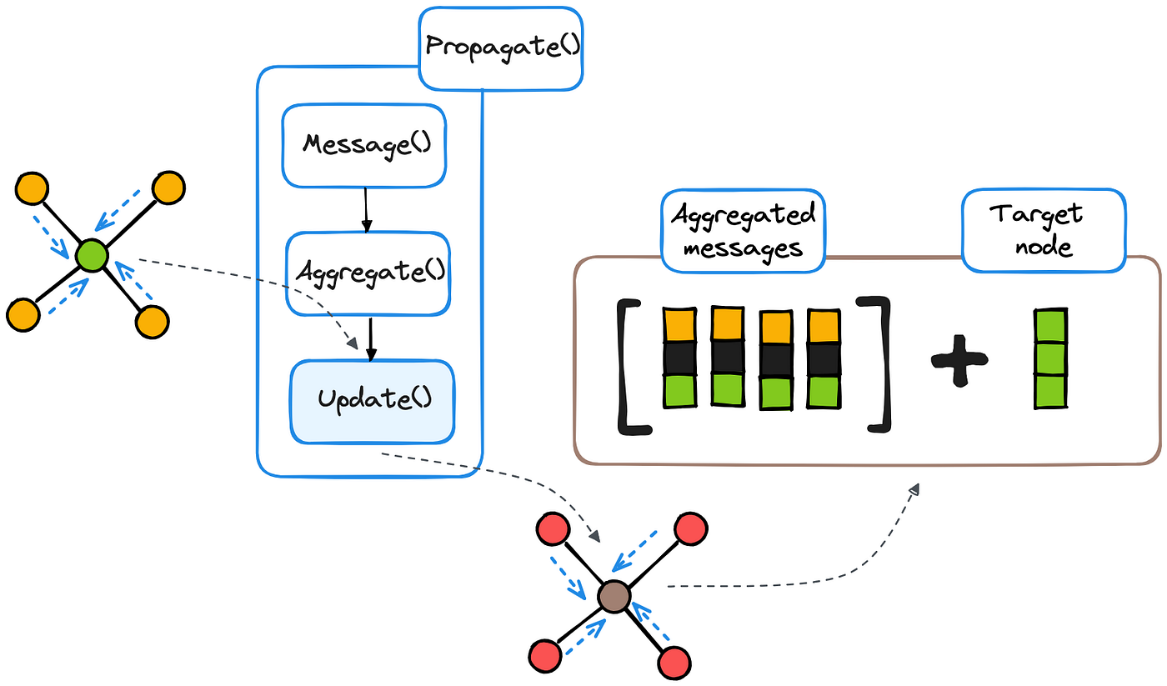 Propagate()
Message()
Aggregate()
Update()
Aggregated
messages
Target
node